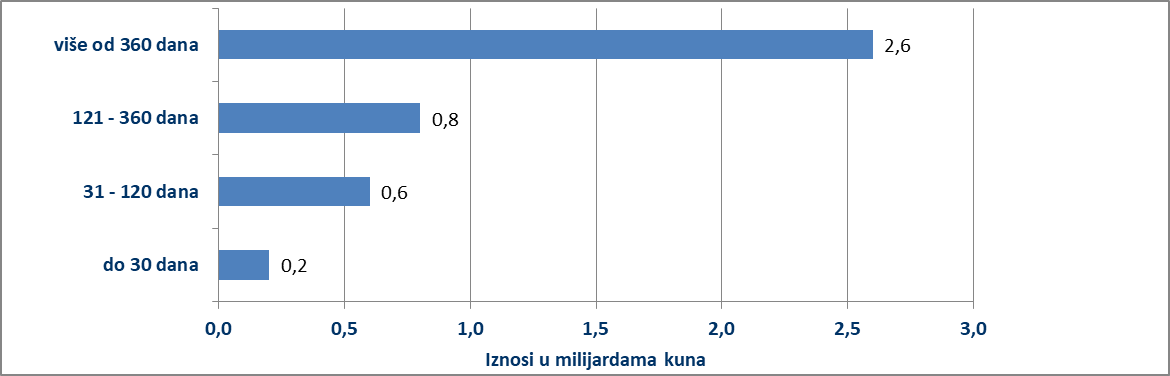 više od 360 dana
2,6
121 - 360 dana
0,8
31 - 120 dana
0,6
do 30 dana
0,2
0,0 0,5 1,0 1,5 2,0 2,5 3,0
Iznosi u milijardama kuna